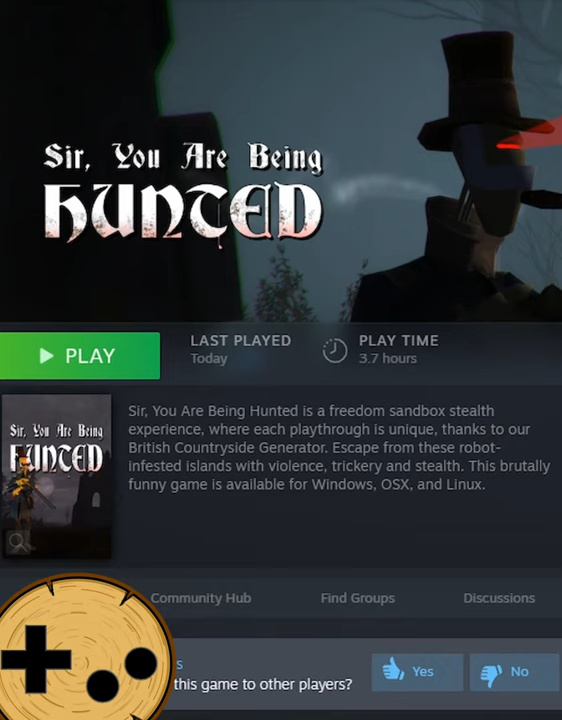 Sir, You Are Being
HUNTED
PLAY
LAST PLAYED
Today
PLAY TIME
3.7 hours
Sir, You Are Being
HUNTED
Sir, You Are Being Hunted is a freedom sandbox stealth
experience, where each playthrough is unique, thanks to our
British Countryside Generator. Escape from these robot-
infested islands with violence, trickery and stealth. This brutally
funny game is available for Windows, OSX, and Linux.
Community Hub
Find Groups
Discussions
s
this game to other players?
Yes
No